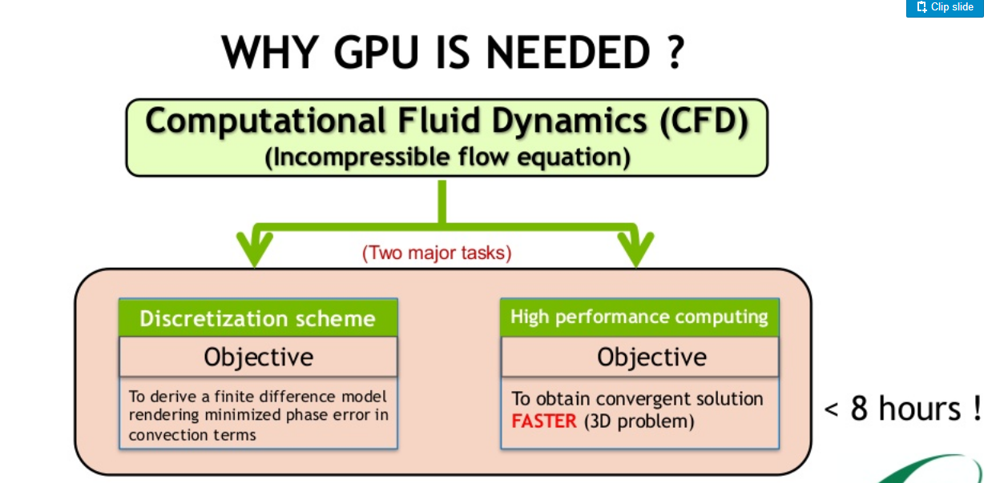 Clip slide
WHY GPU IS NEEDED ?
Computational Fluid Dynamics (CFD)
(Incompressible flow equation)
(Two major tasks)
Discretization scheme
Objective
To derive a finite difference model
rendering minimized phase error in
convection terms
High performance computing
Objective
To obtain convergent solution
FASTER (3D problem)
< 8 hours !